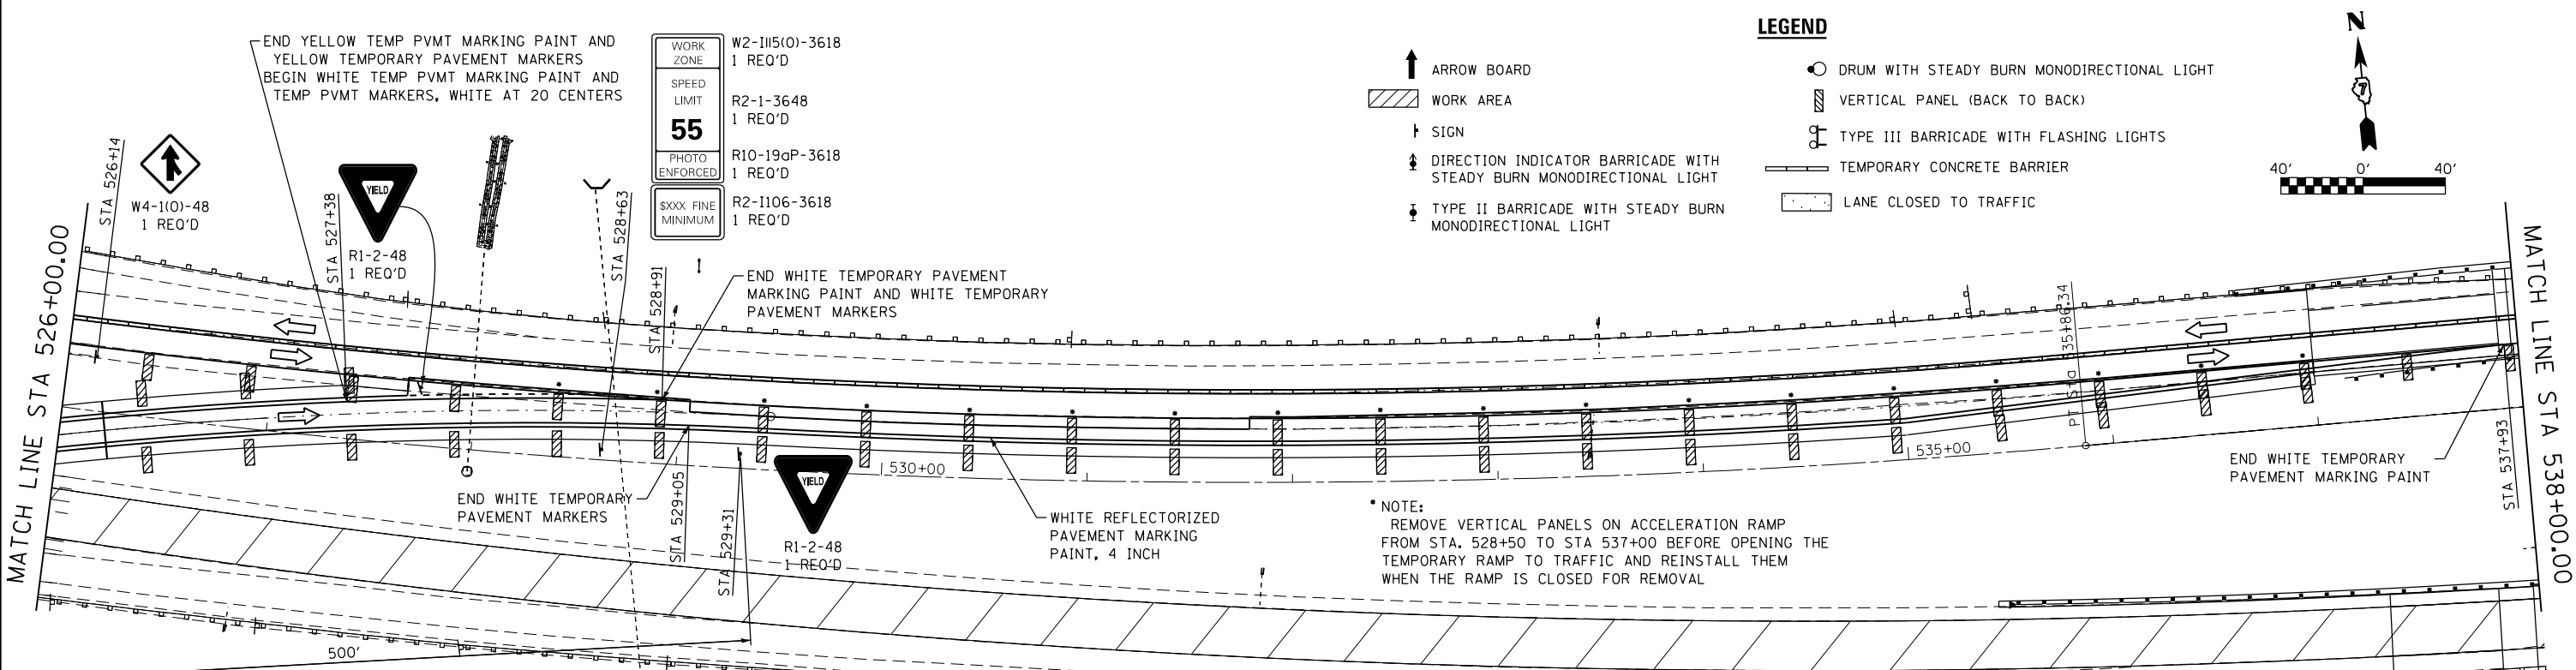 END YELLOW TEMP PVMT MARKING PAINT AND
YELLOW TEMPORARY PAVEMENT MARKERS
BEGIN WHITE TEMP PVMT MARKING PAINT AND
TEMP PVMT MARKERS, WHITE AT 20 CENTERS
WORK
ZONE
SPEED
LIMIT
55
PHOTO
ENFORCED
$XXX FINE
MINIMUM
W2-I115(0)-3618
1 REQ'D
R2-1-3648
1 REQ'D
R10-19aP-3618
1 REQ'D
R2-I106-3618
1 REQ'D
LEGEND
ARROW BOARD
WORK AREA
SIGN
DIRECTION INDICATOR BARRICADE WITH
STEADY BURN MONODIRECTIONAL LIGHT
TYPE II BARRICADE WITH STEADY BURN
MONODIRECTIONAL LIGHT
DRUM WITH STEADY BURN MONODIRECTIONAL LIGHT
VERTICAL PANEL (BACK TO BACK)
TYPE III BARRICADE WITH FLASHING LIGHTS
TEMPORARY CONCRETE BARRIER
LANE CLOSED TO TRAFFIC
N
7
40' 0' 40'
MATCH LINE STA 526+00.00
STA 526+14
W4-1(O)-48
1 REQ'D
STA 527+38
YIELD
R1-2-48
1 REQ'D
STA 528+63
STA 528+91
END WHITE TEMPORARY PAVEMENT
MARKING PAINT AND WHITE TEMPORARY
PAVEMENT MARKERS
PT STA 535+86.34
MATCH LINE STA 538+00.00
530+00
535+00
END WHITE TEMPORARY
PAVEMENT MARKERS
STA 529+05
STA 529+31
YIELD
R1-2-48
1 REQ'D
WHITE REFLECTORIZED
PAVEMENT MARKING
PAINT, 4 INCH
* NOTE:
REMOVE VERTICAL PANELS ON ACCELERATION RAMP
FROM STA. 528+50 TO STA 537+00 BEFORE OPENING THE
TEMPORARY RAMP TO TRAFFIC AND REINSTALL THEM
WHEN THE RAMP IS CLOSED FOR REMOVAL
END WHITE TEMPORARY
PAVEMENT MARKING PAINT
STA 537+93
500'